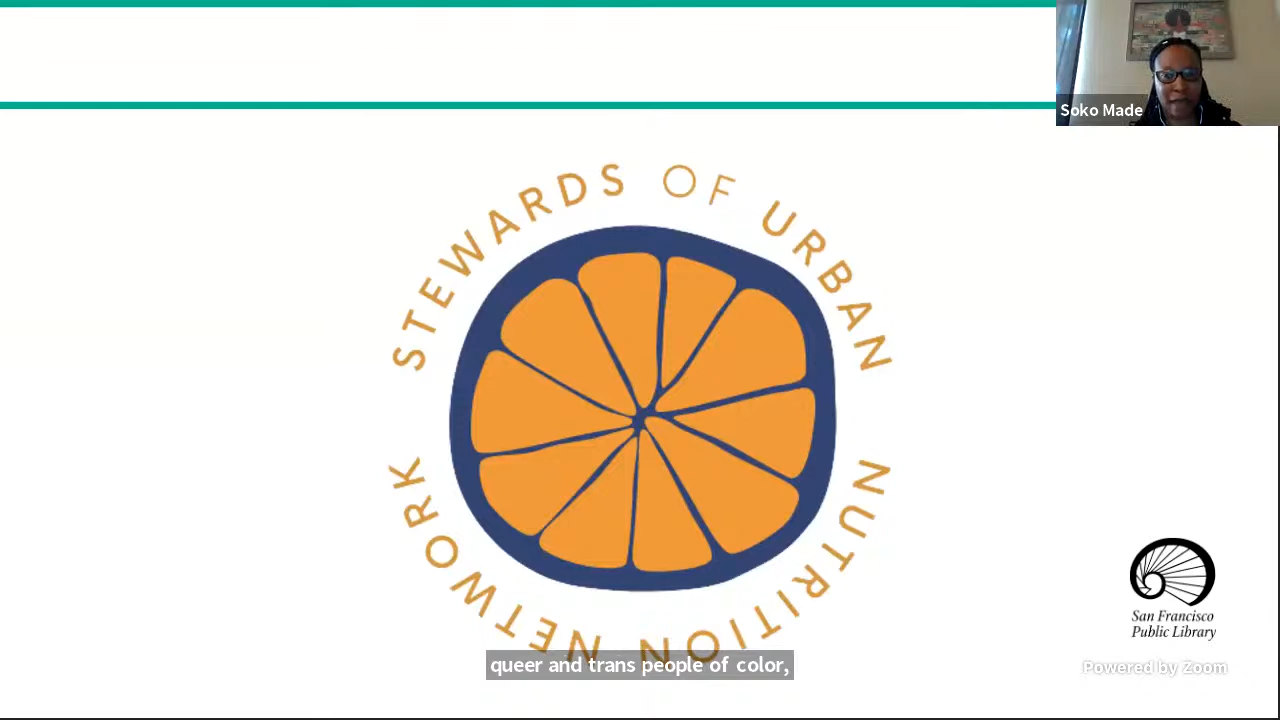 Soko Made
STEWARDS OF URBAN
NUTRITION NETWORK
San Francisco
Public Library
queer and trans people of color,
Powered by Zoom